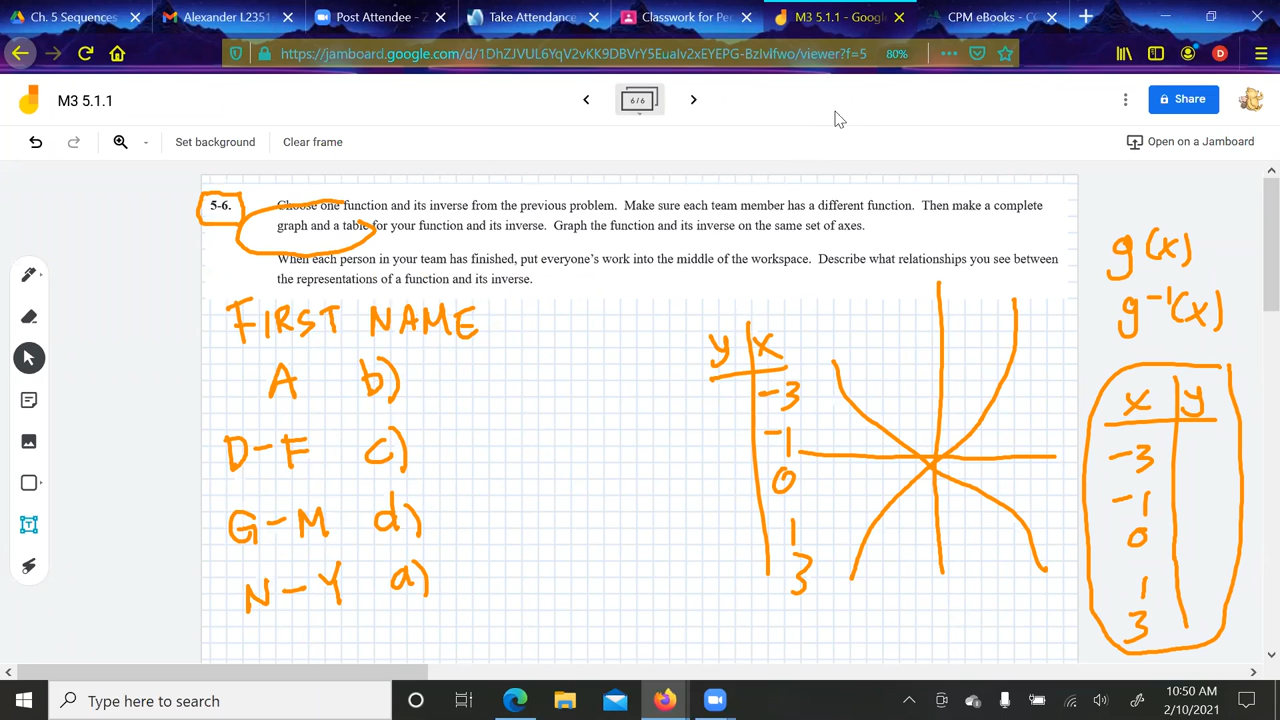 Ch. 5 Sequences
Alexander L2351
Post Attendee - Z
Take Attendance
Classwork for Pe
M3 5.1.1 - Googl
CPM eBooks - C
https://jamboard.google.com/d/1DhZJVUL6YqV2vKK9DBVrY5Eualv2xEYEPG-BzIvlfwo/viewer?f=5
80%
D
M3 5.1.1
6/6
Share
Set background
Clear frame
Open on a Jamboard
5-6.
Choose one function and its inverse from the previous problem. Make sure each team member has a different function. Then make a complete
graph and a table for your function and its inverse. Graph the function and its inverse on the same set of axes.
When each person in your team has finished, put everyone's work into the middle of the workspace. Describe what relationships you see between
the representations of a function and its inverse.
FIRST NAME
A b)
D-F c)
G-M d)
N-Y a)
y x
-3
-1
0
1
3
g(x)
g-1(x)
x y
-3
-1
0
1
3
T
Type here to search
10:50 AM
2/10/2021